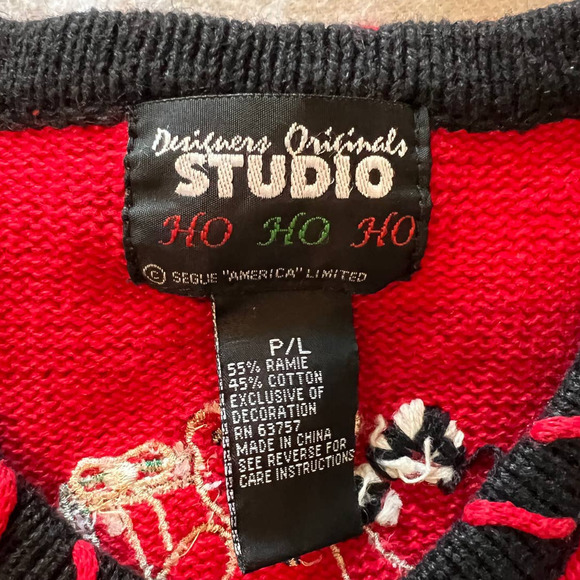 Designers Originals
STUDIO
HO HO HO
© SEGUE "AMERICA" LIMITED
P/L
55% RAMIE
45% COTTON
EXCLUSIVE OF
DECORATION
RN 63757
MADE IN CHINA
SEE REVERSE FOR
CARE INSTRUCTIONS